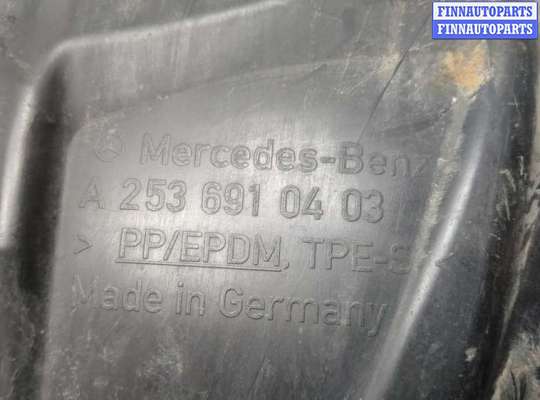 FINNAUTOPARTS
FINNAUTOPARTS
Mercedes-Benz
A 253 691 04 03
> PP/EPDM, TPE-S
Made in Germany